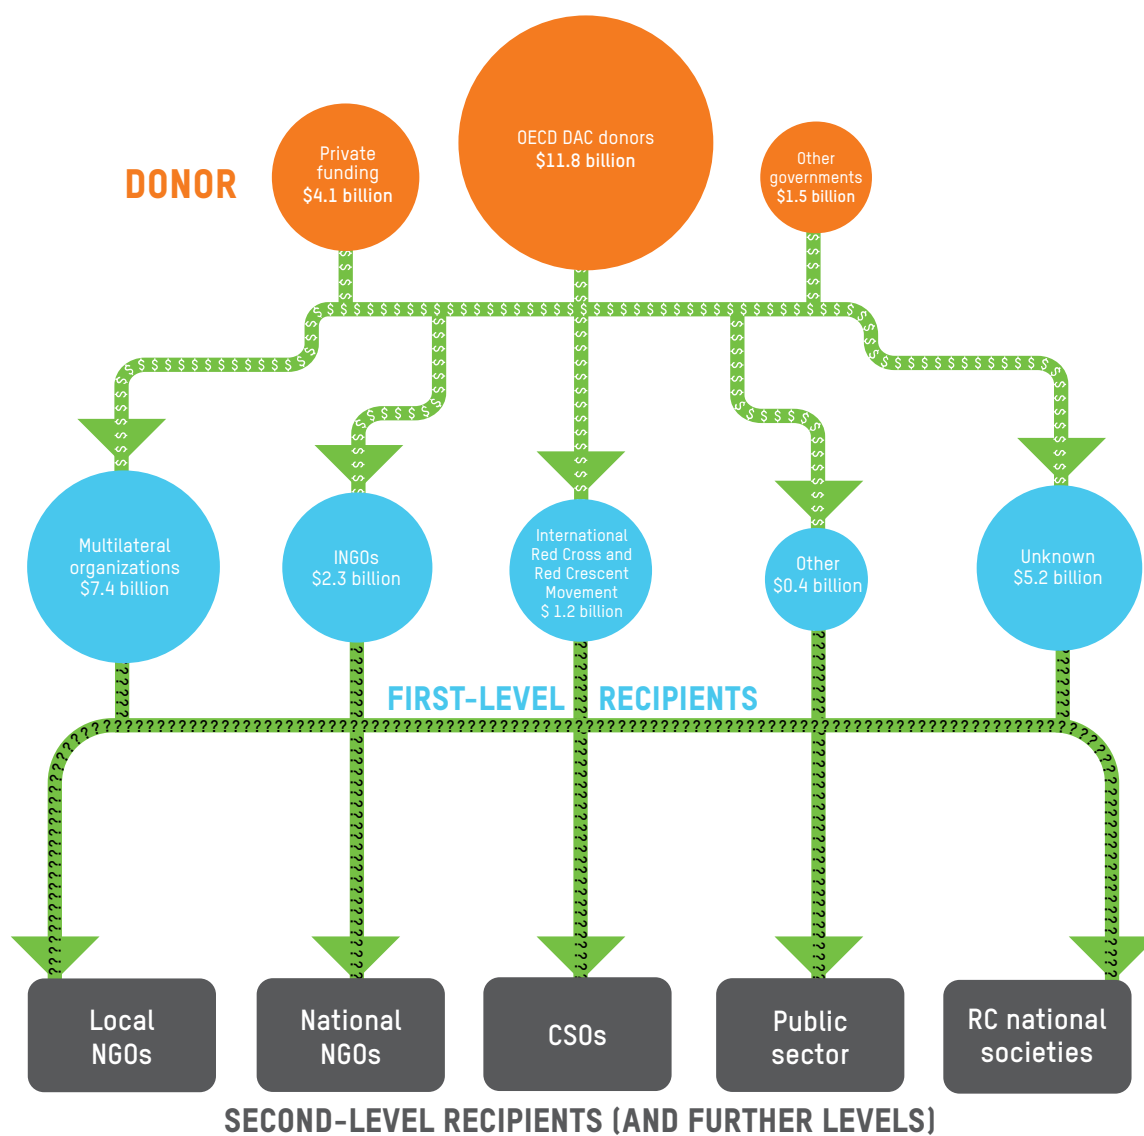 DONOR
Private
funding
$4.1 billion
OECD DAC donors
$11.8 billion
Other
governments
$1.5 billion
Multilateral
organizations
$7.4 billion
INGOs
$2.3 billion
International
Red Cross and
Red Crescent
Movement
$ 1.2 billion
Other
$0.4 billion
Unknown
$5.2 billion
FIRST-LEVEL RECIPIENTS
Local
NGOs
National
NGOs
CSOs
Public
sector
RC national
societies
SECOND-LEVEL RECIPIENTS (AND FURTHER LEVELS)